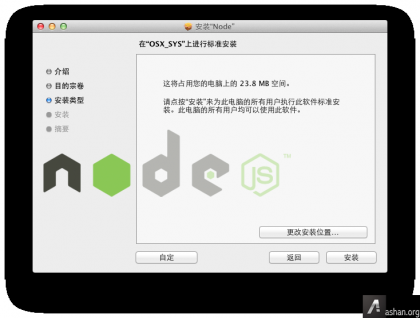 安装“Node”
在“OSX_SYS”上进行标准安装
介绍
目的宗卷
安装类型
安装
摘要
这将占用您的电脑上的 23.8 MB 空间。
请点按“安装”来为此电脑的所有用户执行此软件标准安
装。此电脑的所有用户均可以使用此软件。
node
JS™
更改安装位置...
自定
返回
安装
ashan.org